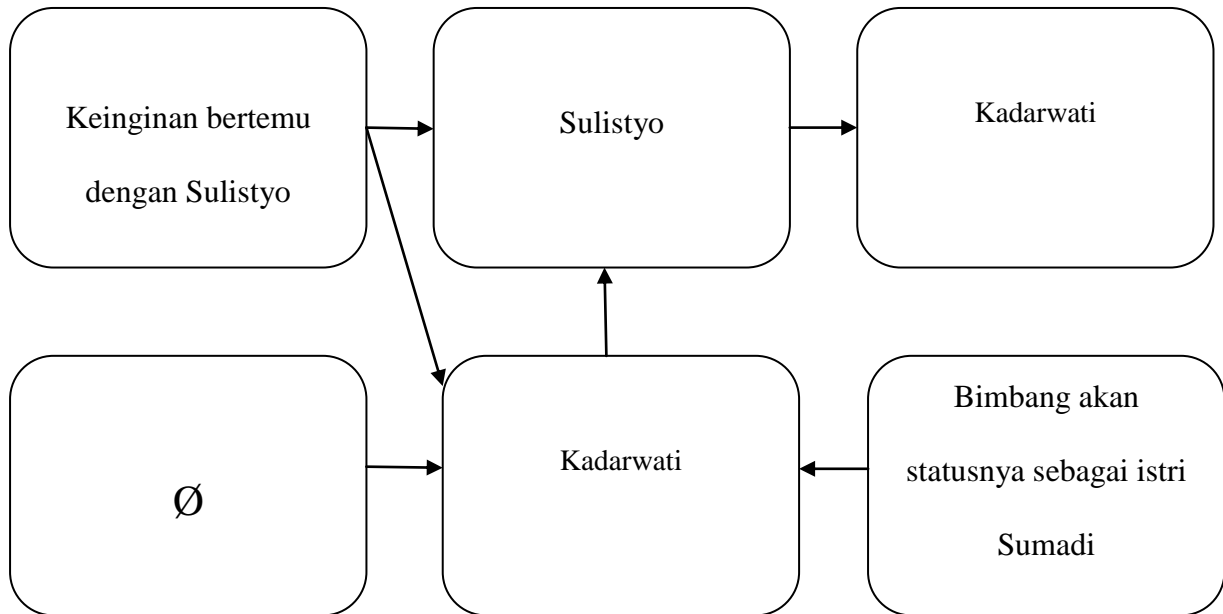 Keinginan bertemu
dengan Sulistyo
Sulistyo
Kadarwati
Ø
Kadarwati
Bimbang akan
statusnya sebagai istri
Sumadi